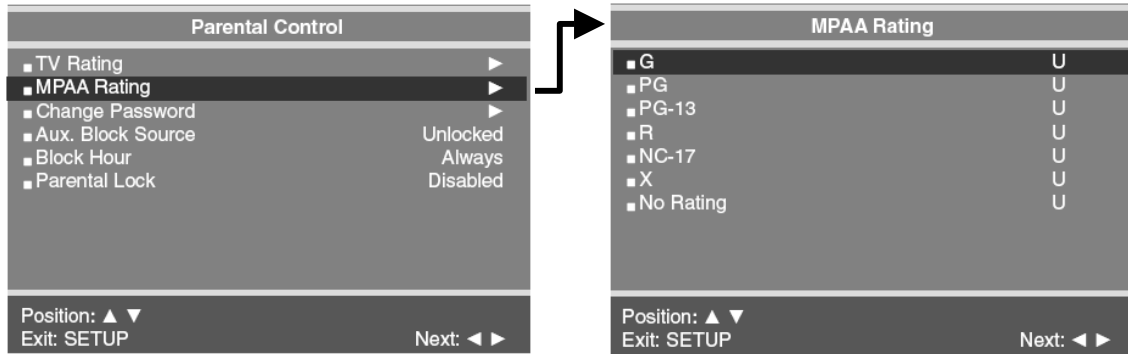 Parental Control
TV Rating ▶
MPAA Rating ▶
Change Password ▶
Aux. Block Source Unlocked
Block Hour Always
Parental Lock Disabled
Position: ▲ ▼
Exit: SETUP Next: ◀ ▶
MPAA Rating
G U
PG U
PG-13 U
R U
NC-17 U
X U
No Rating U
Position: ▲ ▼
Exit: SETUP Next: ◀ ▶